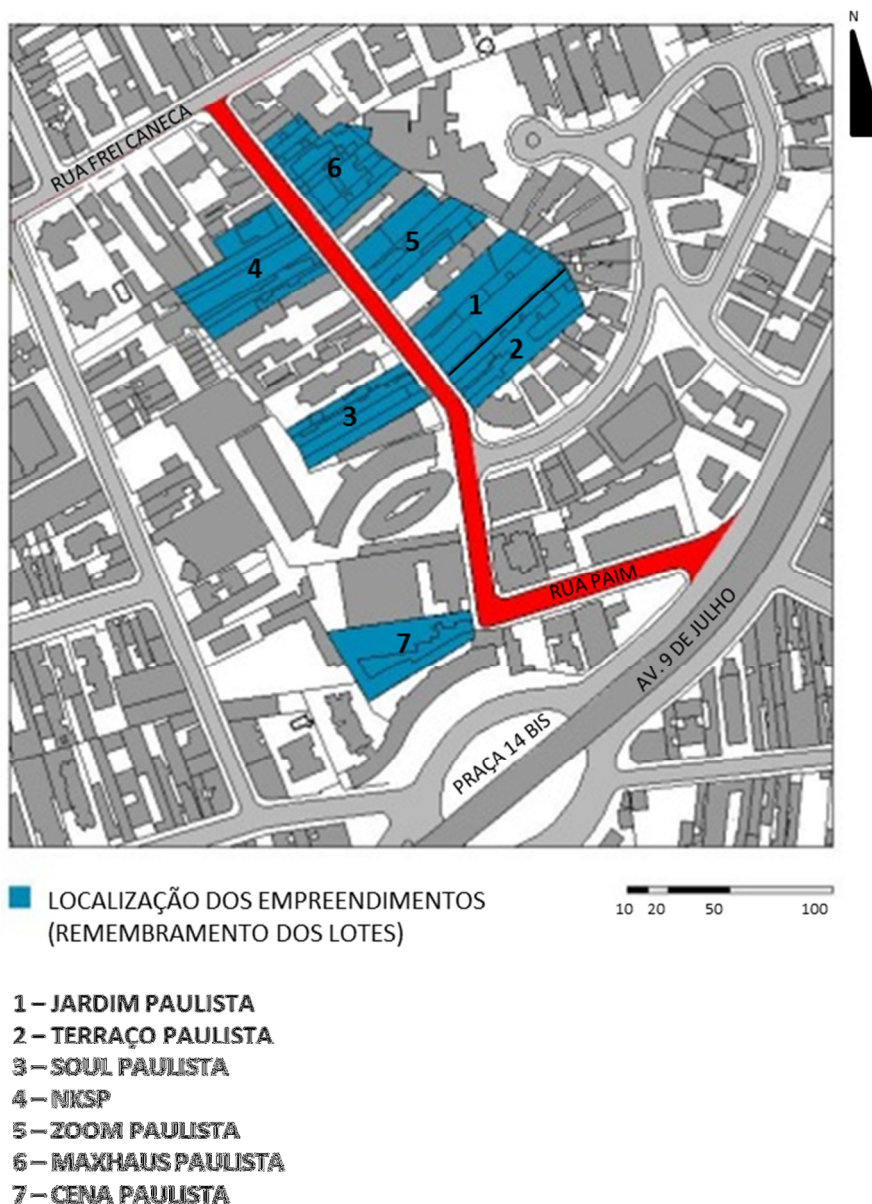 N
RUA FREI CANECA
6
5
4
1
2
3
RUA PAIM
7
AV. 9 DE JULHO
PRAÇA 14 BIS
LOCALIZAÇÃO DOS EMPREENDIMENTOS
(REMEMBRAMENTO DOS LOTES)
10 20 50 100
1 – JARDIM PAULISTA
2 – TERRAÇO PAULISTA
3 – SOUL PAULISTA
4 – NKSP
5 – ZOOM PAULISTA
6 – MAXHAUS PAULISTA
7 – CENA PAULISTA